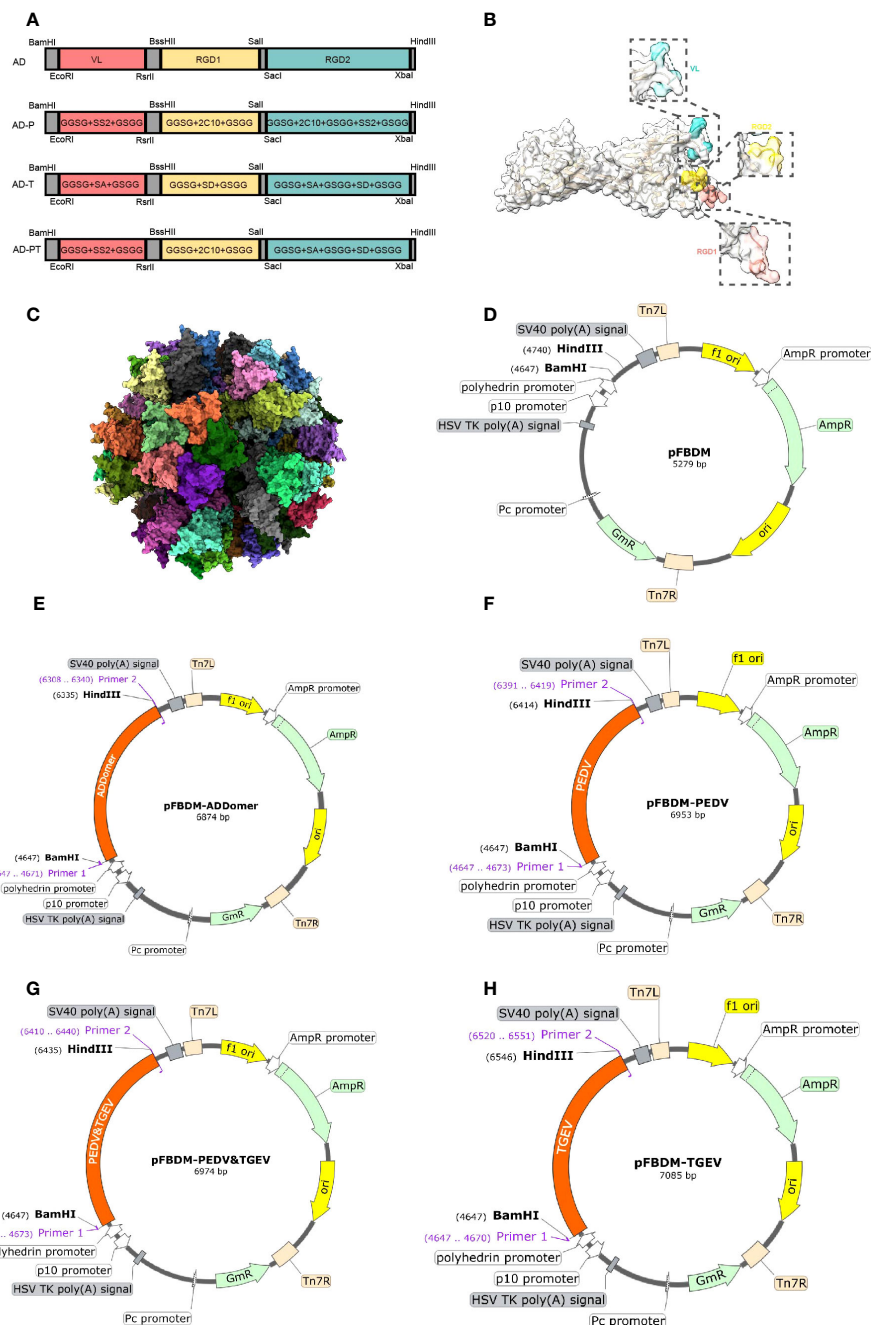 A
BamHI BssHII SalI HindIII
AD VL RGD1 RGD2
EcoRI RsrII SacI XbaI
BamHI BssHII SalI HindIII
AD-P GGSG+SS2+GSGG GGSG+2C10+GSGG GGSG+2C10+GSGG+SS2+GSGG
EcoRI RsrII SacI XbaI
BamHI BssHII SalI HindIII
AD-T GGSG+SA+GSGG GGSG+SD+GSGG GGSG+SA+GSGG+SD+GSGG
EcoRI RsrII SacI XbaI
BamHI BssHII SalI HindIII
AD-PT GGSG+SS2+GSGG GGSG+2C10+GSGG GGSG+SA+GSGG+SD+GSGG
EcoRI RsrII SacI XbaI
B
VL
RGD2
RGD1
C
D
Tn7L
SV40 poly(A) signal
f1 ori
(4740) HindIII
AmpR promoter
(4647) BamHI
polyhedrin promoter
p10 promoter
HSV TK poly(A) signal
AmpR
pFBDM
5279 bp
Pc promoter
GmR
ori
Tn7R
E
SV40 poly(A) signal
Tn7L
(6308 .. 6340) Primer 2
f1 ori
AmpR promoter
(6335) HindIII
AmpR
ADDomer
pFBDM-ADDomer
6874 bp
ori
(4647) BamHI
47 .. 4671) Primer 1
polyhedrin promoter
p10 promoter
HSV TK poly(A) signal
GmR
Tn7R
Pc promoter
F
Tn7L
SV40 poly(A) signal
f1 ori
(6391 .. 6419) Primer 2
AmpR promoter
(6414) HindIII
AmpR
PEDV
pFBDM-PEDV
6953 bp
ori
(4647) BamHI
(4647 .. 4673) Primer 1
polyhedrin promoter
p10 promoter
HSV TK poly(A) signal
GmR
Tn7R
Pc promoter
G
SV40 poly(A) signal
Tn7L
(6410 .. 6440) Primer 2
f1 ori
AmpR promoter
(6435) HindIII
AmpR
PEDV&TGEV
pFBDM-PEDV&TGEV
6974 bp
ori
(4647) BamHI
.. 4673) Primer 1
olyhedrin promoter
p10 promoter
HSV TK poly(A) signal
GmR
Tn7R
Pc promoter
H
Tn7L
SV40 poly(A) signal
f1 ori
(6520 .. 6551) Primer 2
AmpR promoter
(6546) HindIII
AmpR
TGEV
pFBDM-TGEV
7085 bp
ori
(4647) BamHI
(4647 .. 4670) Primer 1
polyhedrin promoter
p10 promoter
HSV TK poly(A) signal
GmR
Tn7R
Pc promoter